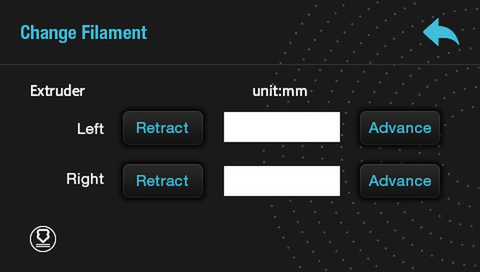 Change Filament
Extruder unit:mm
Left Retract Advance
Right Retract Advance